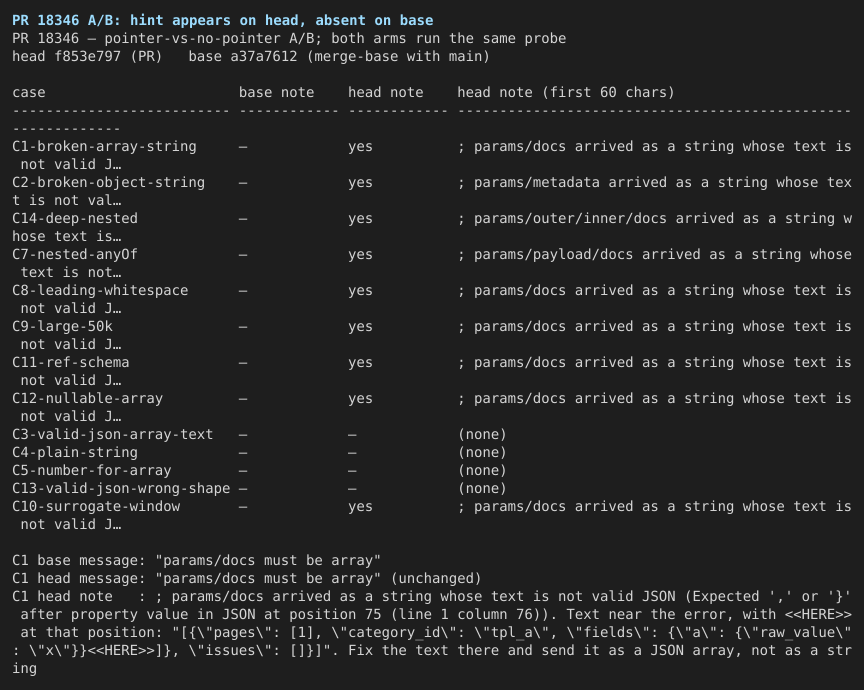 PR 18346 A/B: hint appears on head, absent on base
PR 18346 — pointer-vs-no-pointer A/B; both arms run the same probe
head f853e797 (PR)   base a37a7612 (merge-base with main)
case                       base note    head note    head note (first 60 chars)
-------------------------- ------------ ------------ -----------------------------------------------
-------------
C1-broken-array-string     —            yes          ; params/docs arrived as a string whose text is
 not valid J…
C2-broken-object-string    —            yes          ; params/metadata arrived as a string whose tex
t is not val…
C14-deep-nested            —            yes          ; params/outer/inner/docs arrived as a string w
hose text is…
C7-nested-anyOf            —            yes          ; params/payload/docs arrived as a string whose
 text is not…
C8-leading-whitespace      —            yes          ; params/docs arrived as a string whose text is
 not valid J…
C9-large-50k               —            yes          ; params/docs arrived as a string whose text is
 not valid J…
C11-ref-schema             —            yes          ; params/docs arrived as a string whose text is
 not valid J…
C12-nullable-array         —            yes          ; params/docs arrived as a string whose text is
 not valid J…
C3-valid-json-array-text   —            —            (none)
C4-plain-string            —            —            (none)
C5-number-for-array        —            —            (none)
C13-valid-json-wrong-shape —            —            (none)
C10-surrogate-window       —            yes          ; params/docs arrived as a string whose text is
 not valid J…
C1 base message: "params/docs must be array"
C1 head message: "params/docs must be array" (unchanged)
C1 head note   : ; params/docs arrived as a string whose text is not valid JSON (Expected ',' or '}'
 after property value in JSON at position 75 (line 1 column 76)). Text near the error, with <<HERE>>
 at that position: "[{\"pages\": [1], \"category_id\": \"tpl_a\", \"fields\": {\"a\": {\"raw_value\"
: \"x\"}}<<HERE>>]}, \"issues\": []}]". Fix the text there and send it as a JSON array, not as a str
ing